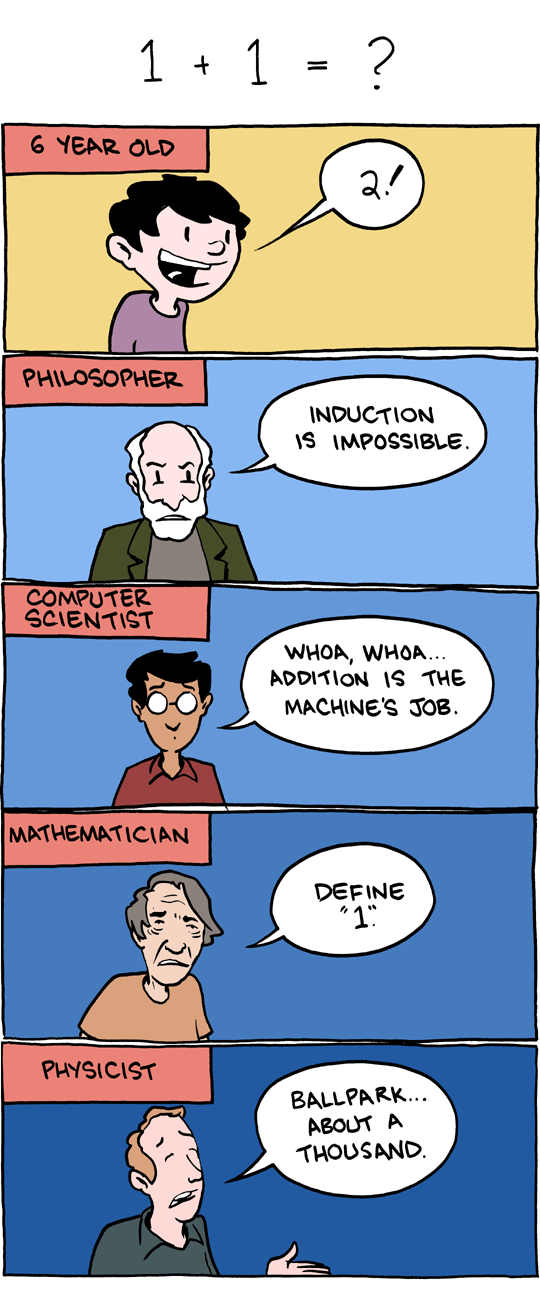 1 + 1 = ?
6 YEAR OLD
2!
PHILOSOPHER
INDUCTION
IS IMPOSSIBLE.
COMPUTER
SCIENTIST
WHOA, WHOA...
ADDITION IS THE
MACHINE'S JOB.
MATHEMATICIAN
DEFINE
"1".
PHYSICIST
BALLPARK...
ABOUT A
THOUSAND.